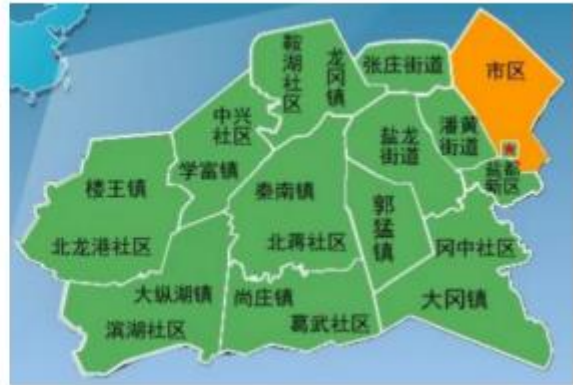 鞍湖社区
龙冈镇
张庄街道
市区
中兴
社区
学富镇
盐龙
街道
潘黄
街道
盐都
新区
楼王镇
秦南镇
郭猛镇
北龙港社区
北蒋社区
冈中社区
大纵湖镇
尚庄镇
大冈镇
滨湖社区
葛武社区